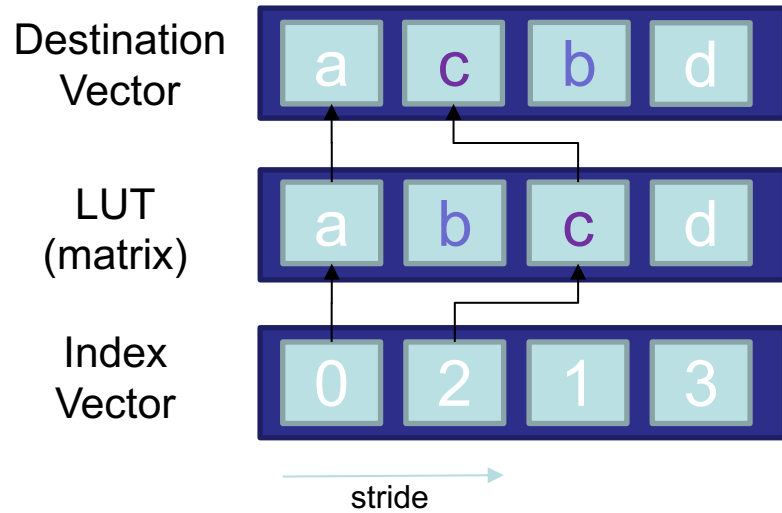 Destination
Vector
a c b d
LUT
(matrix)
a b c d
Index
Vector
0 2 1 3
stride